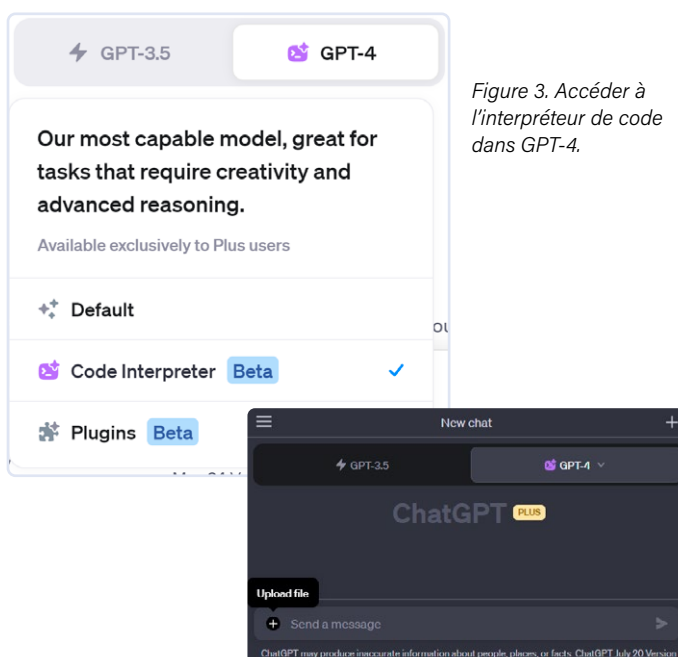 GPT-3.5
GPT-4
Our most capable model, great for
tasks that require creativity and
advanced reasoning.
Available exclusively to Plus users
Default
Code Interpreter Beta
Plugins Beta
Figure 3. Accéder à
l’interpréteur de code
dans GPT-4.
New chat
GPT-3.5
GPT-4
ChatGPT PLUS
Upload file
Send a message
ChatGPT may produce inaccurate information about people, places, or facts. ChatGPT July 20 Version